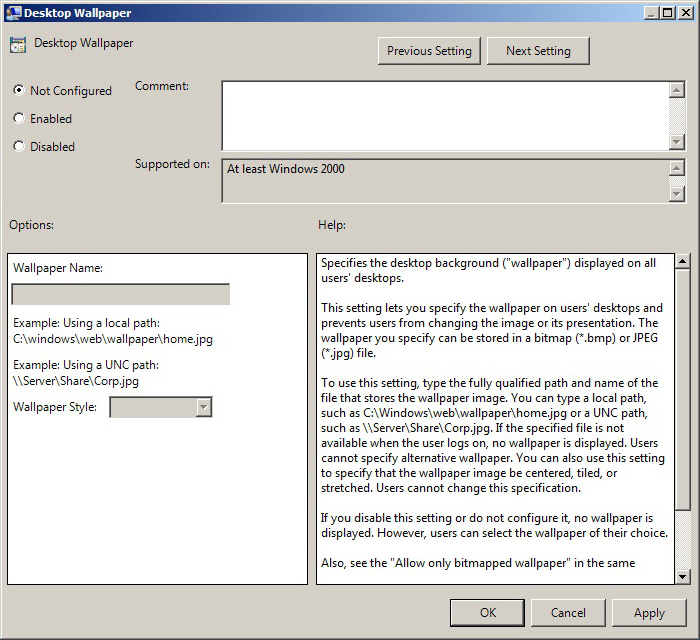 Desktop Wallpaper
Desktop Wallpaper
Previous Setting
Next Setting
Not Configured
Enabled
Disabled
Comment:
Supported on:
At least Windows 2000
Options:
Help:
Wallpaper Name:
Example: Using a local path:
C:\windows\web\wallpaper\home.jpg
Example: Using a UNC path:
\\Server\Share\Corp.jpg
Wallpaper Style:
Specifies the desktop background ("wallpaper") displayed on all
users' desktops.
This setting lets you specify the wallpaper on users' desktops and
prevents users from changing the image or its presentation. The
wallpaper you specify can be stored in a bitmap (*.bmp) or JPEG
(*.jpg) file.
To use this setting, type the fully qualified path and name of the
file that stores the wallpaper image. You can type a local path,
such as C:\Windows\web\wallpaper\home.jpg or a UNC path,
such as \\Server\Share\Corp.jpg. If the specified file is not
available when the user logs on, no wallpaper is displayed. Users
cannot specify alternative wallpaper. You can also use this setting
to specify that the wallpaper image be centered, tiled, or
stretched. Users cannot change this specification.
If you disable this setting or do not configure it, no wallpaper is
displayed. However, users can select the wallpaper of their choice.
Also, see the "Allow only bitmapped wallpaper" in the same
OK
Cancel
Apply